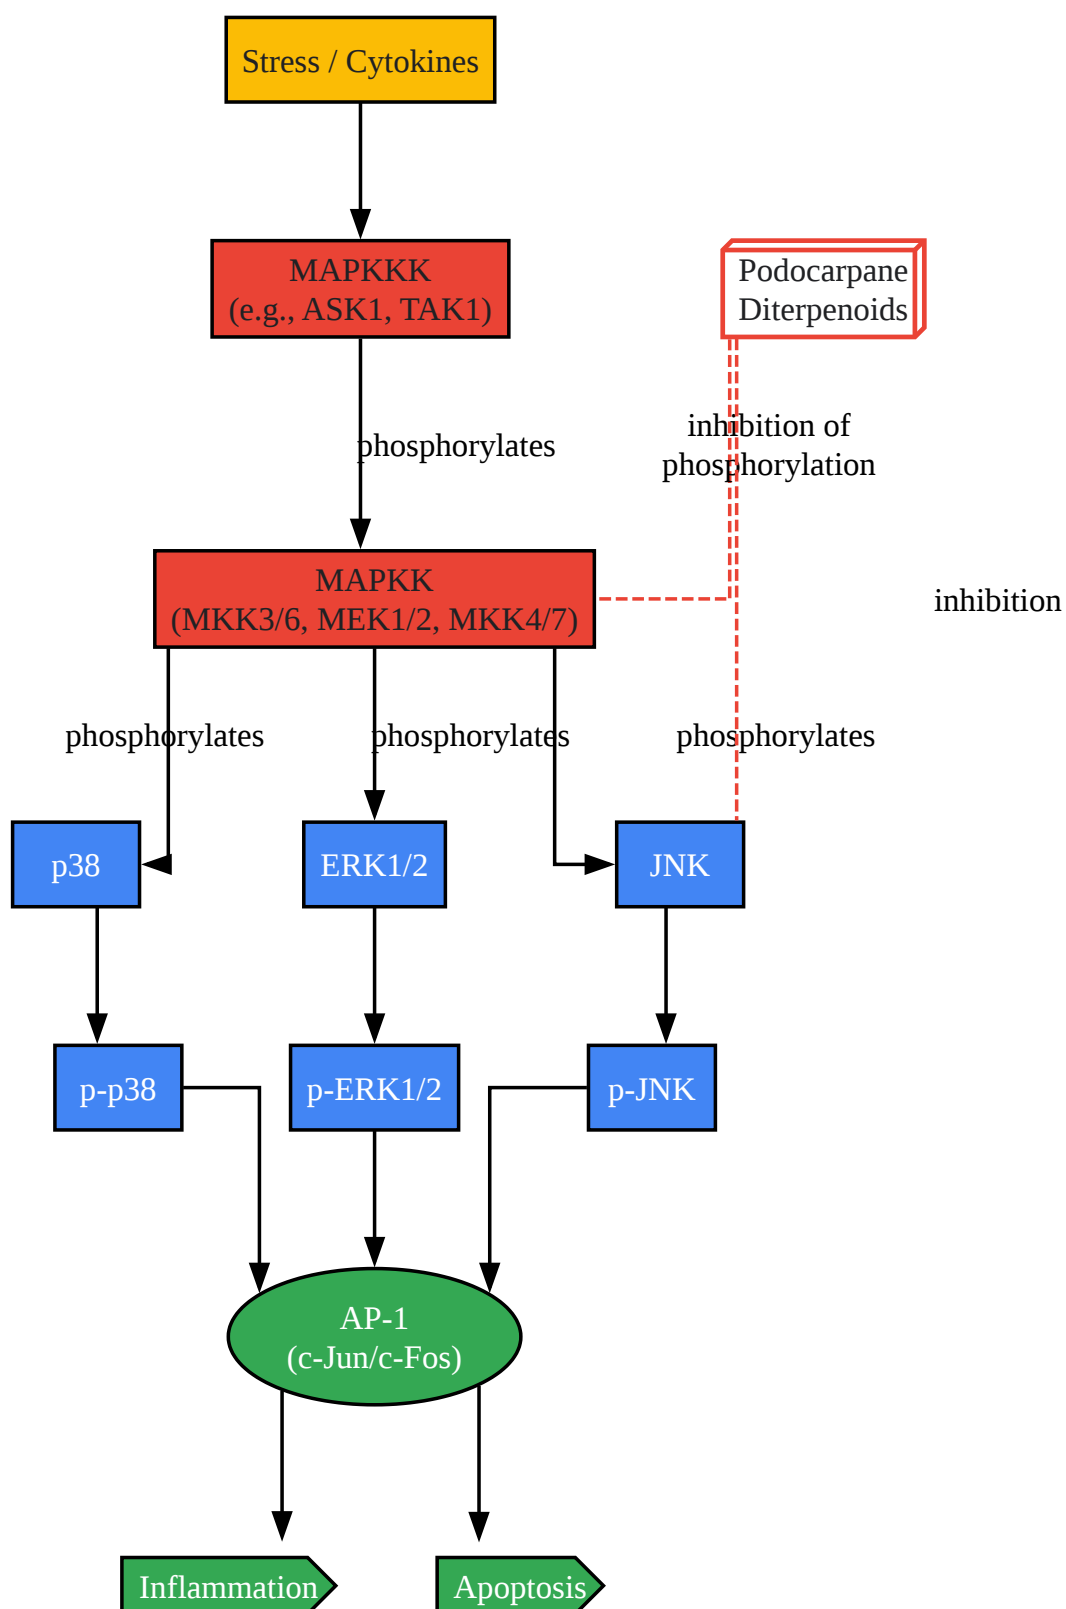 Stress / Cytokines
MAPKKK
(e.g., ASK1, TAK1)
Podocarpane
Diterpenoids
phosphorylates
inhibition of
phosphorylation
MAPKK
(MKK3/6, MEK1/2, MKK4/7)
inhibition
phosphorylates
phosphorylates
phosphorylates
p38
ERK1/2
JNK
p-p38
p-ERK1/2
p-JNK
AP-1
(c-Jun/c-Fos)
Inflammation
Apoptosis